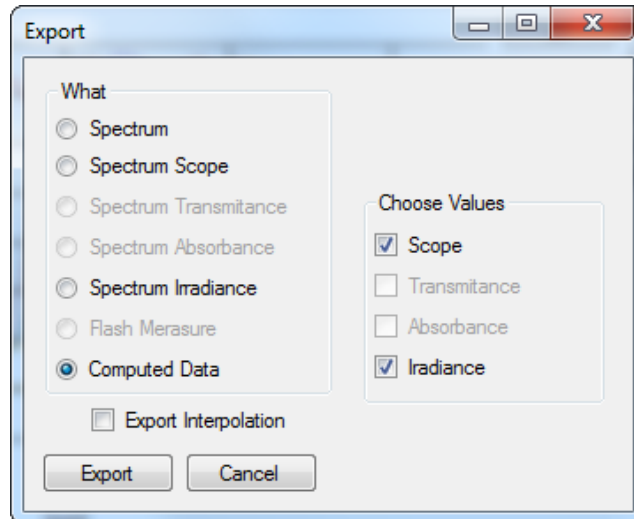 Export
What
Spectrum
Spectrum Scope
Spectrum Transmitance
Spectrum Absorbance
Spectrum Irradiance
Flash Merasure
Computed Data
Export Interpolation
Choose Values
Scope
Transmitance
Absorbance
Iradiance
Export
Cancel